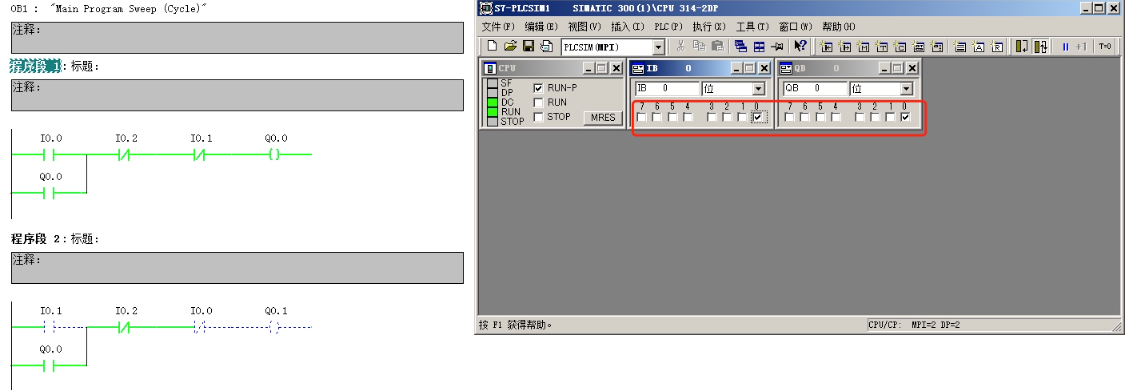 OB1 :  "Main Program Sweep (Cycle)"
注释:
程序段 1: 标题:
注释:
I0.0 I0.2 I0.1 Q0.0
Q0.0
程序段 2: 标题:
注释:
I0.1 I0.2 I0.0 Q0.1
Q0.0
S7-PLCSIM1 SIMATIC 300(1)\CPU 314-2DP
文件(F) 编辑(E) 视图(V) 插入(I) PLC(P) 执行(X) 工具(T) 窗口(W) 帮助(H)
PLCSIM(MPI) T=0
CPU
SF
DP
DC
RUN
STOP
RUN-P
RUN
STOP
MRES
IB 0
IB 0 位
7 6 5 4 3 2 1 0
QB 0
QB 0 位
7 6 5 4 3 2 1 0
按 F1 获得帮助。
CPU/CP: MPI=2 DP=2